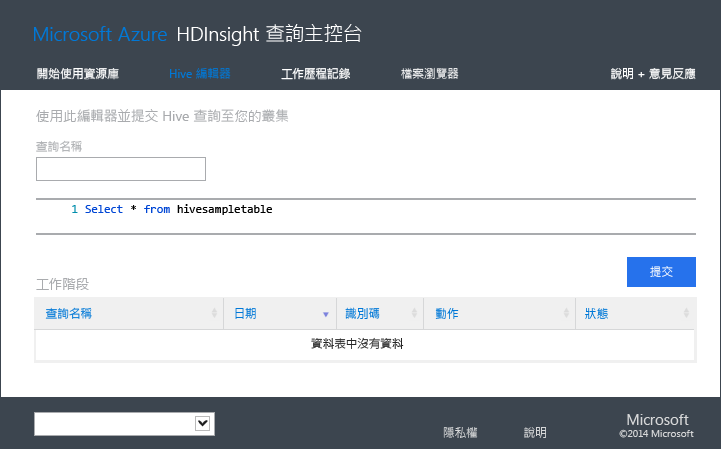 Microsoft Azure HDInsight 查詢主控台
開始使用資源庫 Hive 編輯器 工作歷程記錄 檔案瀏覽器 說明 + 意見反應
使用此編輯器並提交 Hive 查詢至您的叢集
查詢名稱
1 Select * from hivesampletable
提交
工作階段
查詢名稱 日期 識別碼 動作 狀態
資料表中沒有資料
隱私權 說明 Microsoft
©2014 Microsoft